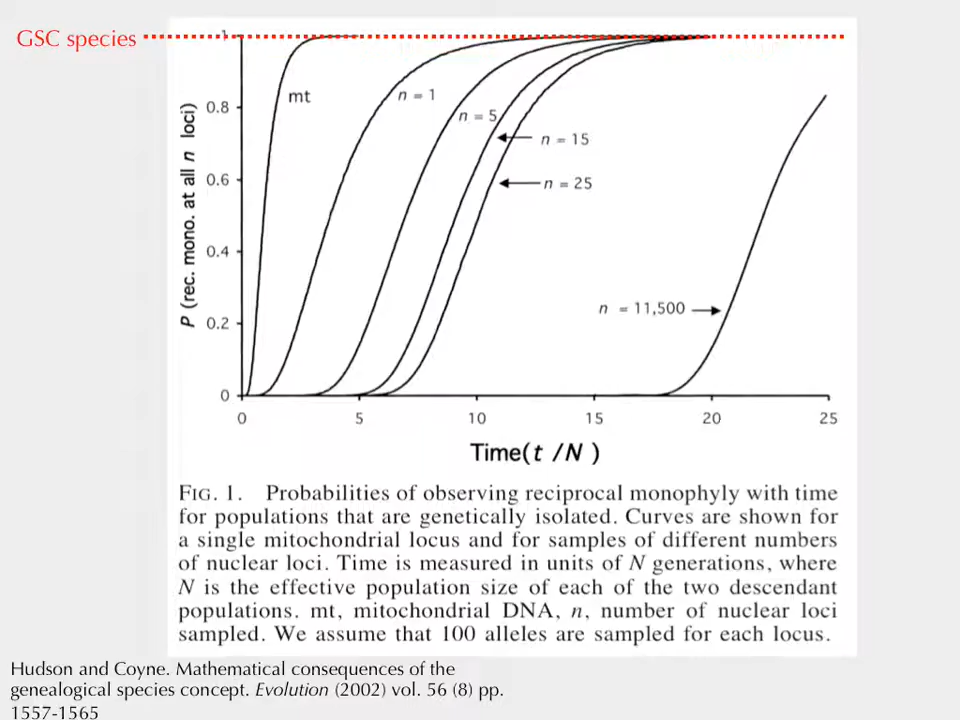 GSC species
1
mt
n = 1
0.8
n = 5
n = 15
0.6
n = 25
0.4
n = 11,500
0.2
0
P (rec. mono. at all n loci)
0 5 10 15 20 25
Time(t /N )
FIG. 1. Probabilities of observing reciprocal monophyly with time
for populations that are genetically isolated. Curves are shown for
a single mitochondrial locus and for samples of different numbers
of nuclear loci. Time is measured in units of N generations, where
N is the effective population size of each of the two descendant
populations. mt, mitochondrial DNA, n, number of nuclear loci
sampled. We assume that 100 alleles are sampled for each locus.
Hudson and Coyne. Mathematical consequences of the
genealogical species concept. Evolution (2002) vol. 56 (8) pp.
1557-1565